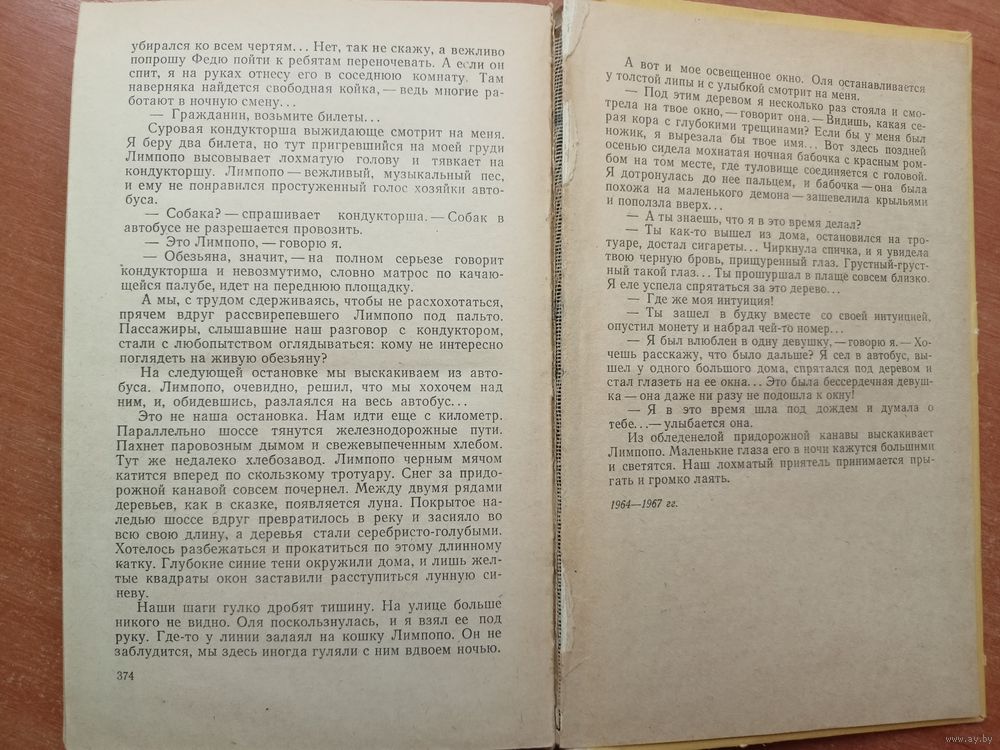 убирался ко всем чертям... Нет, так не скажу, а вежливо
попрошу Федю пойти к ребятам переночевать. А если он
спит, я на руках отнесу его в соседнюю комнату. Там
наверняка найдется свободная койка, — ведь многие ра-
ботают в ночную смену...
— Гражданин, возьмите билеты...
Суровая кондукторша выжидающе смотрит на меня.
Я беру два билета, но тут пригревшийся на моей груди
Лимпопо высовывает лохматую голову и тявкает на
кондукторшу. Лимпопо — вежливый, музыкальный пес,
и ему не понравился простуженный голос хозяйки авто-
буса.
— Собака? — спрашивает кондукторша. — Собак в
автобусе не разрешается провозить.
— Это Лимпопо, — говорю я.
— Обезьяна, значит, — на полном серьезе говорит
кондукторша и невозмутимо, словно матрос по качаю-
щейся палубе, идет на переднюю площадку.
А мы, с трудом сдерживаясь, чтобы не расхохотаться,
прячем вдруг рассвирепевшего Лимпопо под пальто.
Пассажиры, слышавшие наш разговор с кондуктором,
стали с любопытством оглядываться: кому не интересно
поглядеть на живую обезьяну?
На следующей остановке мы выскакиваем из авто-
буса. Лимпопо, очевидно, решил, что мы хохочем над
ним, и, обидевшись, разлаялся на весь автобус...
Это не наша остановка. Нам идти еще с километр.
Параллельно шоссе тянутся железнодорожные пути.
Пахнет паровозным дымом и свежевыпеченным хлебом.
Тут же недалеко хлебозавод. Лимпопо черным мячом
катится вперед по скользкому тротуару. Снег за придо-
рожной канавой совсем почернел. Между двумя рядами
деревьев, как в сказке, появляется луна. Покрытое на-
ледью шоссе вдруг превратилось в реку и засняло во
всю свою длину, а деревья стали серебристо-голубыми.
Хотелось разбежаться и прокатиться по этому длинному
катку. Глубокие синие тени окружили дома, и лишь жел-
тые квадраты окон заставили расступиться лунную си-
неву.
Наши шаги гулко дробят тишину. На улице больше
никого не видно. Оля поскользнулась, и я взял ее под
руку. Где-то у линии залаял на кошку Лимпопо. Он не
заблудится, мы здесь иногда гуляли с ним вдвоем ночью.
374
А вот и мое освещенное окно. Оля останавливается
у толстой липы и с улыбкой смотрит на меня.
— Под этим деревом я несколько раз стояла и смо-
трела на твое окно, — говорит она. — Видишь, какая се-
рая кора с глубокими трещинами? Если бы у меня был
ножик, я вырезала бы твое имя... Вот здесь поздней
осенью сидела мохнатая ночная бабочка с красным ром-
бом на том месте, где туловище соединяется с головой.
Я дотронулась до нее пальцем, и бабочка — она была
похожа на маленького демона — зашевелила крыльями
и поползла вверх...
— А ты знаешь, что я в это время делал?
— Ты как-то вышел из дома, остановился на тро-
туаре, достал сигареты... Чиркнула спичка, и я увидела
твою черную бровь, прищуренный глаз. Грустный-груст-
ный такой глаз... Ты прошуршал в плаще совсем близко.
Я еле успела спрятаться за это дерево...
— Где же моя интуиция!
— Ты зашел в будку вместе со своей интуицией,
опустил монету и набрал чей-то номер...
— Я был влюблен в одну девушку, — говорю я. — Хо-
чешь расскажу, что было дальше? Я сел в автобус, вы-
шел у одного большого дома, спрятался под деревом и
стал глазеть на ее окна... Это была бессердечная девуш-
ка — она даже ни разу не подошла к окну!
— Я в это время шла под дождем и думала о
тебе...— улыбается она.
Из обледенелой придорожной канавы выскакивает
Лимпопо. Маленькие глаза его в ночи кажутся большими
и светятся. Наш лохматый приятель принимается пры-
гать и громко лаять.
1964—1967 гг.
www.ay.by